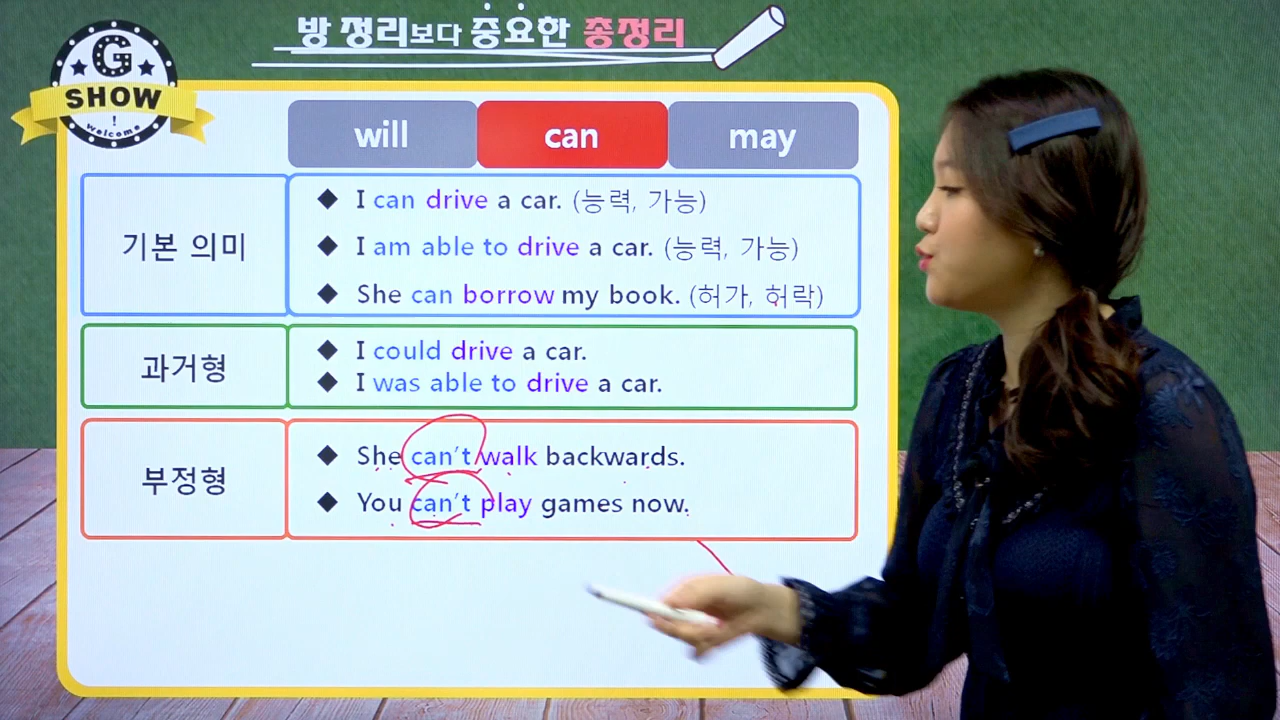 방 정리보다 중요한 총정리
G
SHOW
!
welcome
will can may
기본 의미
◆ I can drive a car. (능력, 가능)
◆ I am able to drive a car. (능력, 가능)
◆ She can borrow my book. (허가, 허락)
과거형
◆ I could drive a car.
◆ I was able to drive a car.
부정형
◆ She can't walk backwards.
◆ You can't play games now.